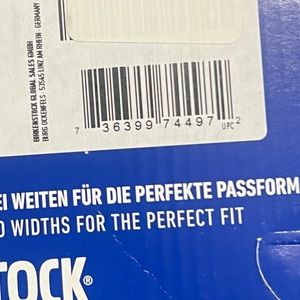 BIRKENSTOCK GLOBAL SALES GMBH
BURG OCKENFELS · 53545 LINZ AM RHEIN · GERMANY
7 36399 74497 2
UPC
EI WEITEN FÜR DIE PERFEKTE PASSFORM
O WIDTHS FOR THE PERFECT FIT
TOCK®